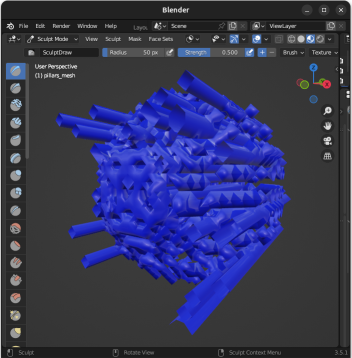 Blender
File Edit Render Window Help Layo Scene ViewLayer
Sculpt Mode View Sculpt Mask Face Sets
SculptDraw Radius 50 px Strength 0.500 Brush Texture
User Perspective
(1) pillars_mesh
Z
Sculpt Rotate View Sculpt Context Menu 3.5.1